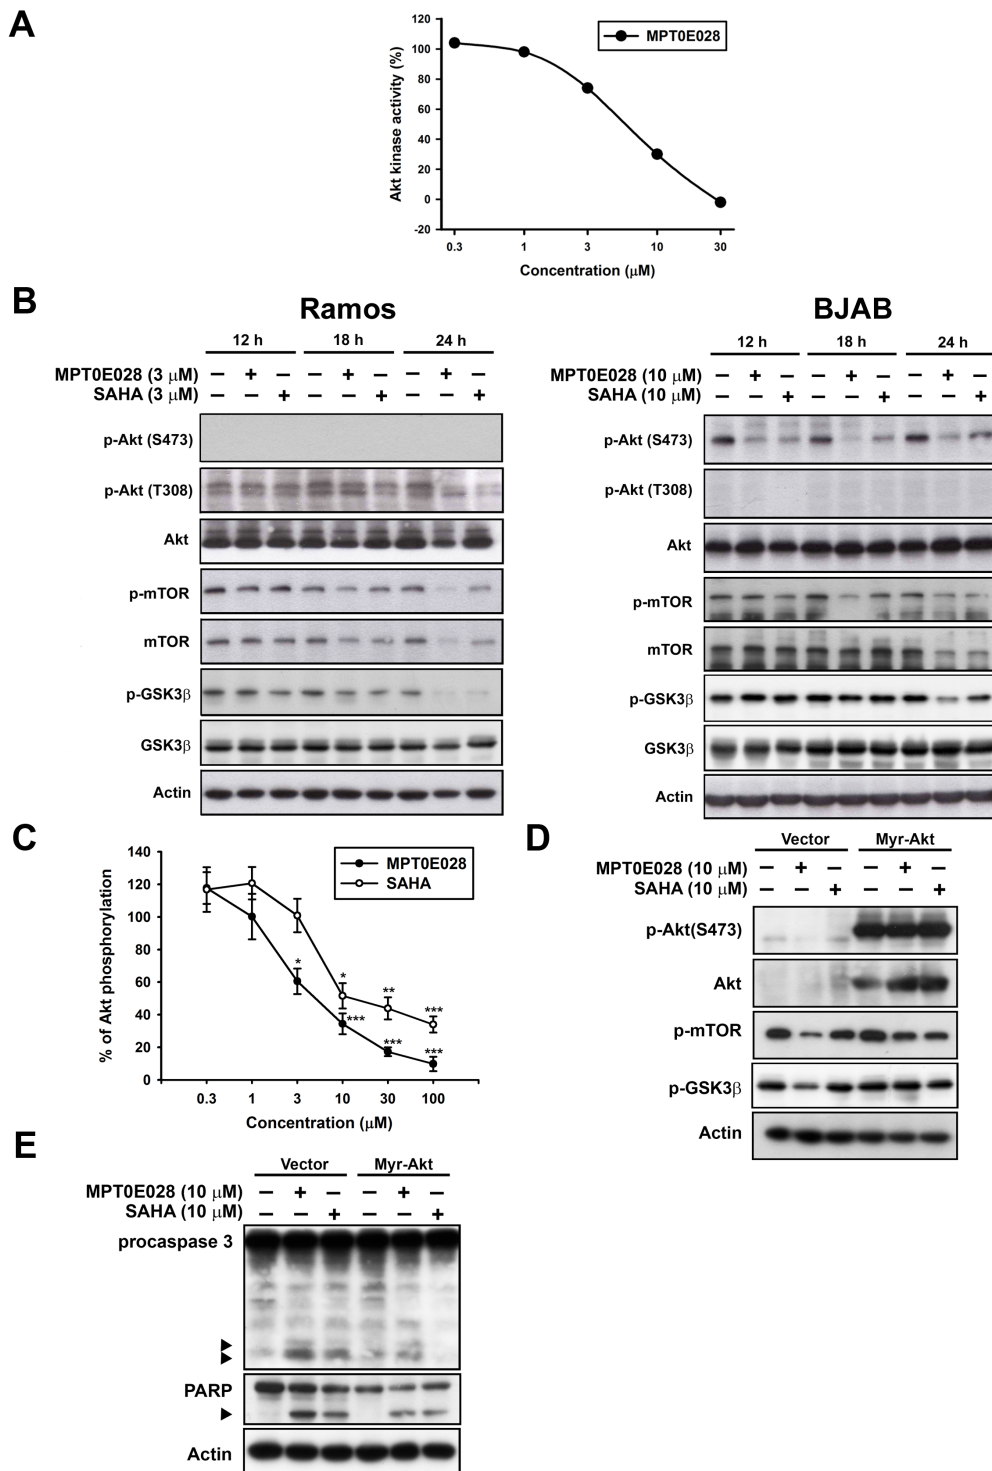 A
120
100
80
60
40
20
0
-20
Akt kinase activity (%)
MPT0E028
0.3 1 3 10 30
Concentration (μM)
B
Ramos
12 h 18 h 24 h
MPT0E028 (3 μM) – + – – + – – + –
SAHA (3 μM) – – + – – + – – +
p-Akt (S473)
p-Akt (T308)
Akt
p-mTOR
mTOR
p-GSK3β
GSK3β
Actin
BJAB
12 h 18 h 24 h
MPT0E028 (10 μM) – + – – + – – + –
SAHA (10 μM) – – + – – + – – +
p-Akt (S473)
p-Akt (T308)
Akt
p-mTOR
mTOR
p-GSK3β
GSK3β
Actin
C
140
120
100
80
60
40
20
0
% of Akt phosphorylation
MPT0E028
SAHA
* * **
*** *** *** ***
0.3 1 3 10 30 100
Concentration (μM)
D
Vector Myr-Akt
MPT0E028 (10 μM) – + – – + –
SAHA (10 μM) – – + – – +
p-Akt(S473)
Akt
p-mTOR
p-GSK3β
Actin
E
Vector Myr-Akt
MPT0E028 (10 μM) – + – – + –
SAHA (10 μM) – – + – – +
procaspase 3
PARP
Actin